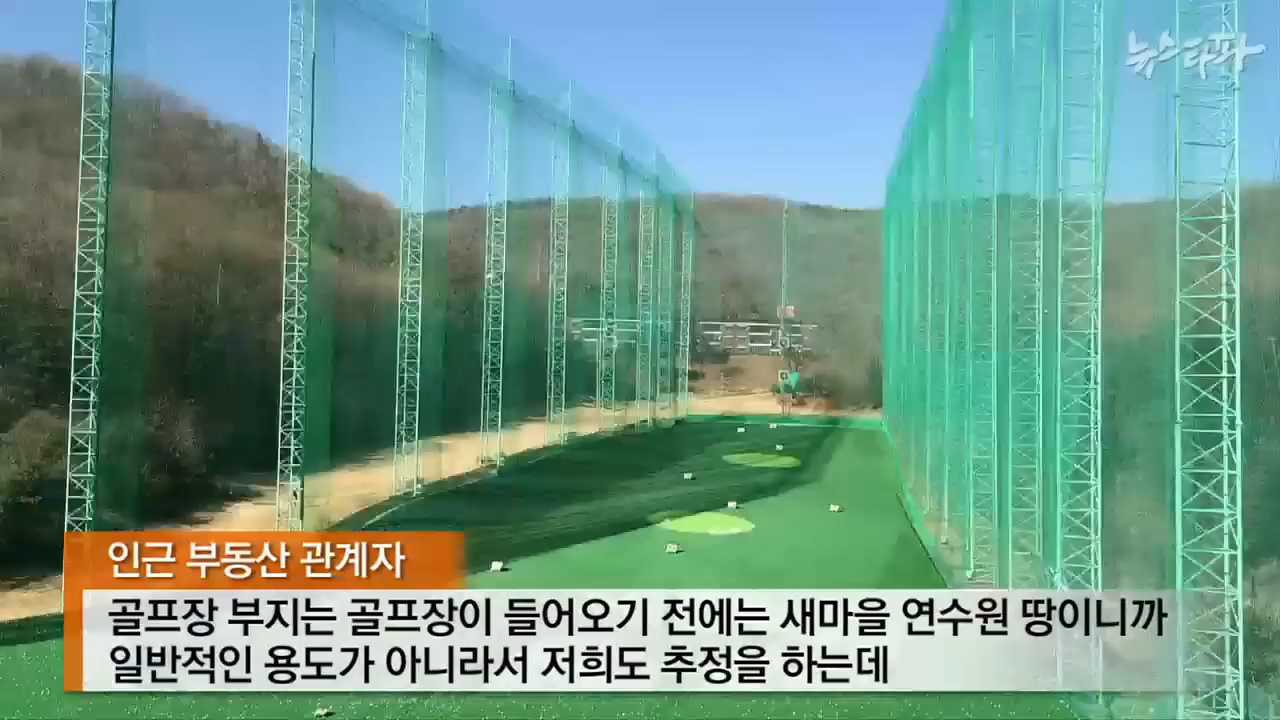 뉴스타파
인근 부동산 관계자
골프장 부지는 골프장이 들어오기 전에는 새마을 연수원 땅이니까
일반적인 용도가 아니라서 저희도 추정을 하는데